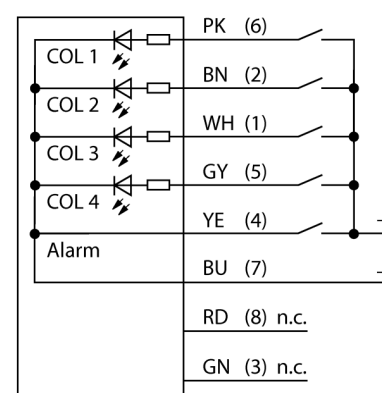 PK (6)
COL 1
BN (2)
COL 2
WH (1)
COL 3
GY (5)
COL 4
YE (4)
Alarm
BU (7)
RD (8) n.c.
GN (3) n.c.